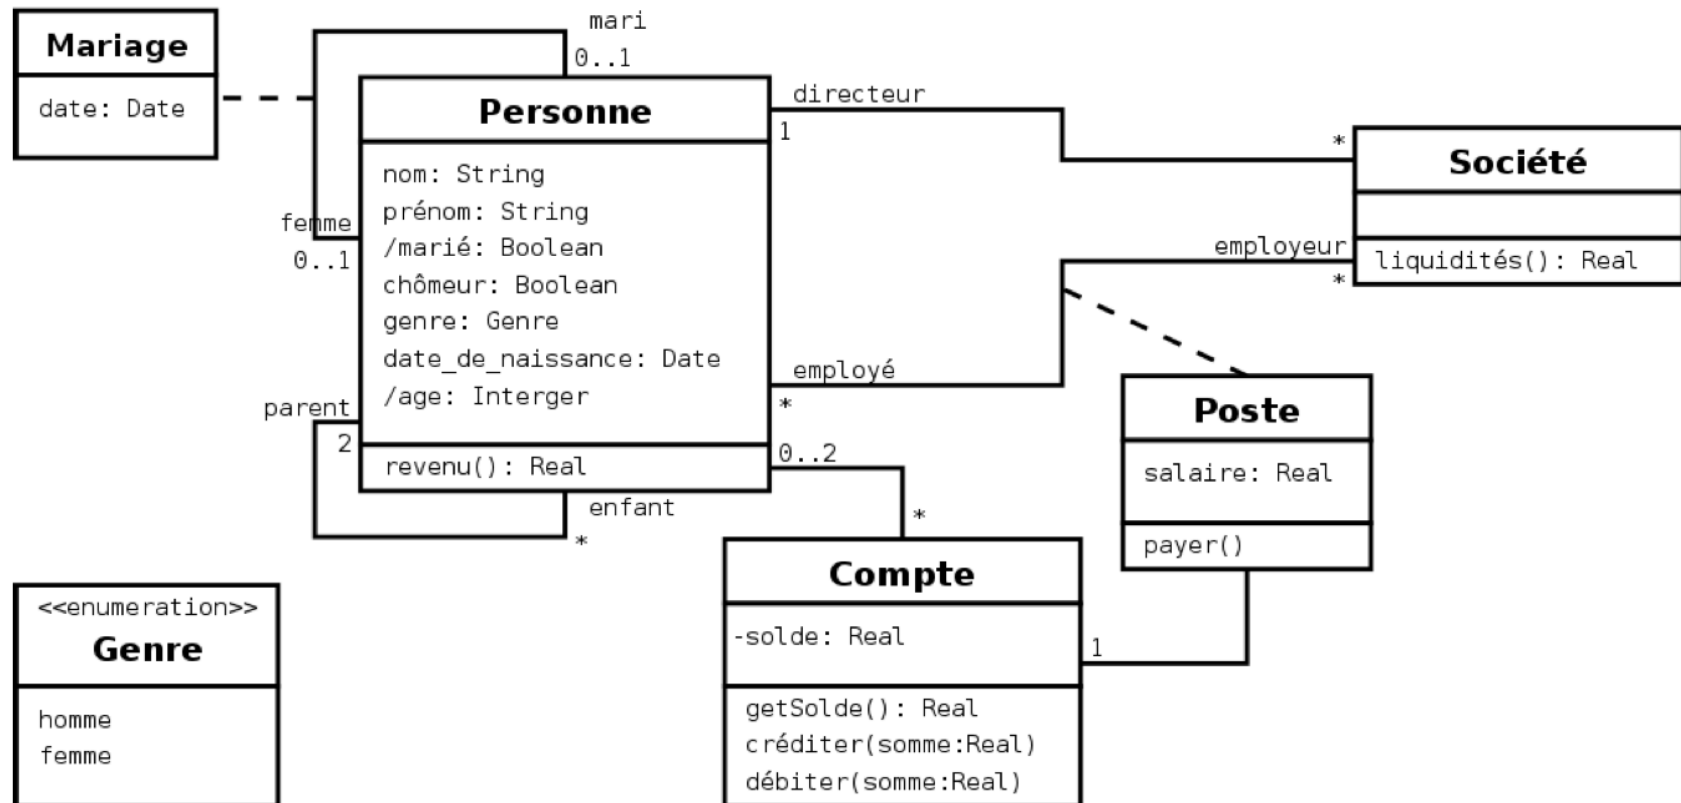 Mariage
date: Date
mari
0..1
femme
0..1
Personne
nom: String
prénom: String
/marié: Boolean
chômeur: Boolean
genre: Genre
date_de_naissance: Date
/age: Interger
revenu(): Real
directeur
1
*
Société
liquidités(): Real
employeur
*
employé
*
parent
2
enfant
*
0..2
*
Poste
salaire: Real
payer()
Compte
-solde: Real
getSolde(): Real
créditer(somme:Real)
débiter(somme:Real)
1
<<enumeration>>
Genre
homme
femme